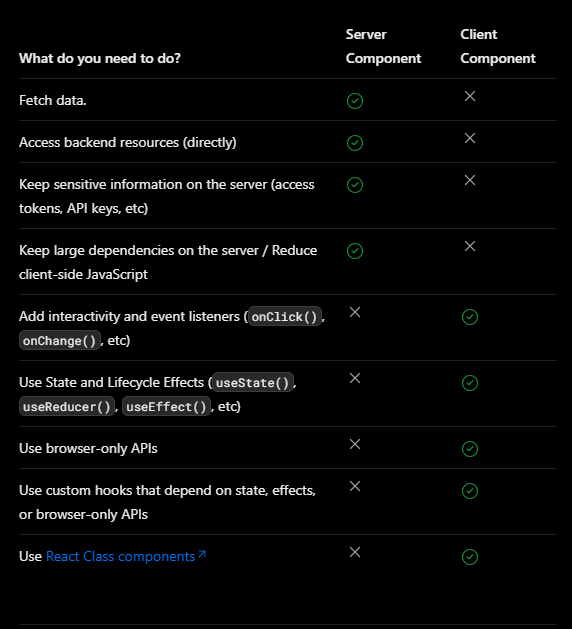 Server Client
What do you need to do? Component Component
Fetch data.
Access backend resources (directly)
Keep sensitive information on the server (access
tokens, API keys, etc)
Keep large dependencies on the server / Reduce
client-side JavaScript
Add interactivity and event listeners (onClick(),
onChange(), etc)
Use State and Lifecycle Effects (useState(),
useReducer(), useEffect(), etc)
Use browser-only APIs
Use custom hooks that depend on state, effects,
or browser-only APIs
Use React Class components